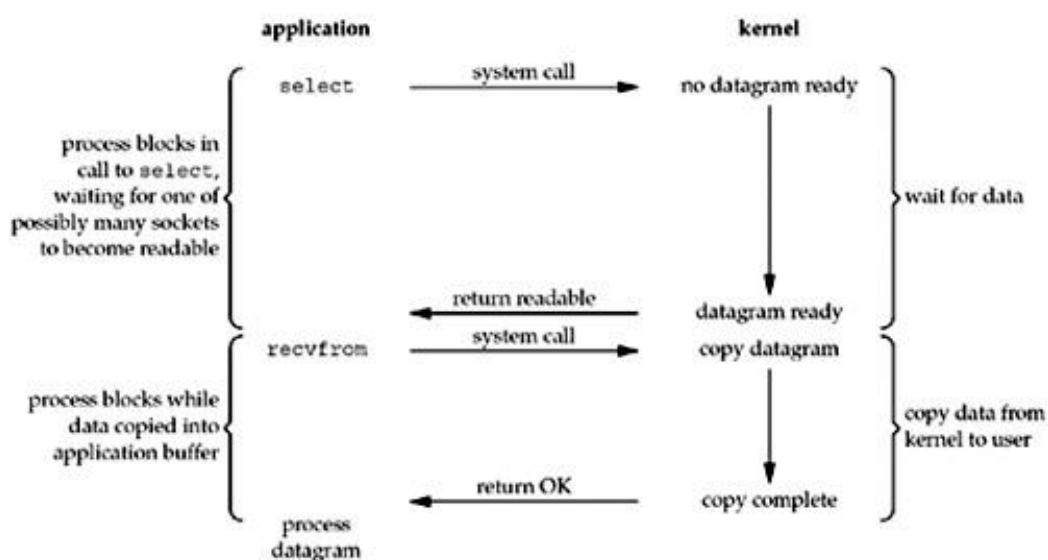 application
kernel
select
system call
no datagram ready
process blocks in
call to select,
waiting for one of
possibly many sockets
to become readable
wait for data
return readable
datagram ready
recvfrom
system call
copy datagram
process blocks while
data copied into
application buffer
copy data from
kernel to user
return OK
copy complete
process
datagram